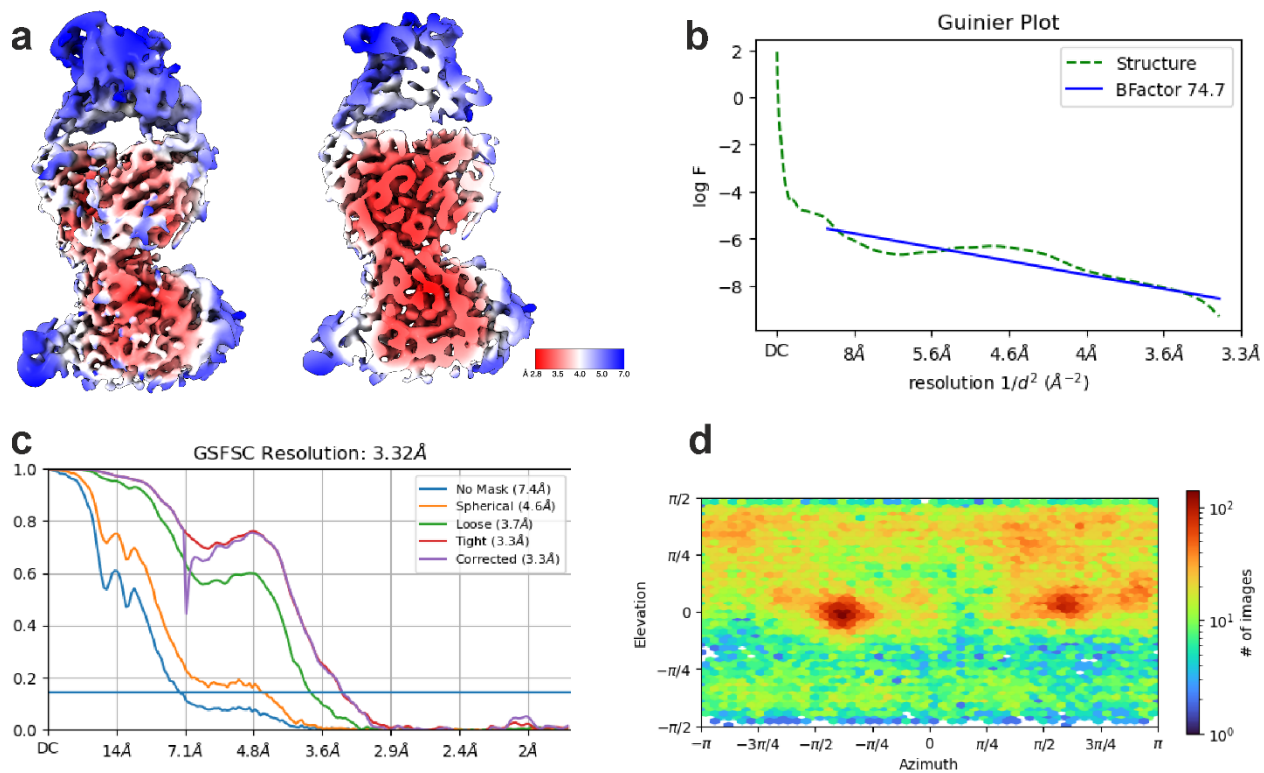 a
Å 2.8 3.5 4.0 5.0 7.0
b
Guinier Plot
Structure
BFactor 74.7
log F
2
0
−2
−4
−6
−8
DC 8Å 5.6Å 4.6Å 4Å 3.6Å 3.3Å
resolution 1/d² (Å⁻²)
c
GSFSC Resolution: 3.32Å
No Mask (7.4Å)
Spherical (4.6Å)
Loose (3.7Å)
Tight (3.3Å)
Corrected (3.3Å)
1.0
0.8
0.6
0.4
0.2
0.0
DC 14Å 7.1Å 4.8Å 3.6Å 2.9Å 2.4Å 2Å
d
Elevation
π/2
π/4
0
−π/4
−π/2
−π −3π/4 −π/2 −π/4 0 π/4 π/2 3π/4 π
Azimuth
10²
10¹
10⁰
# of images